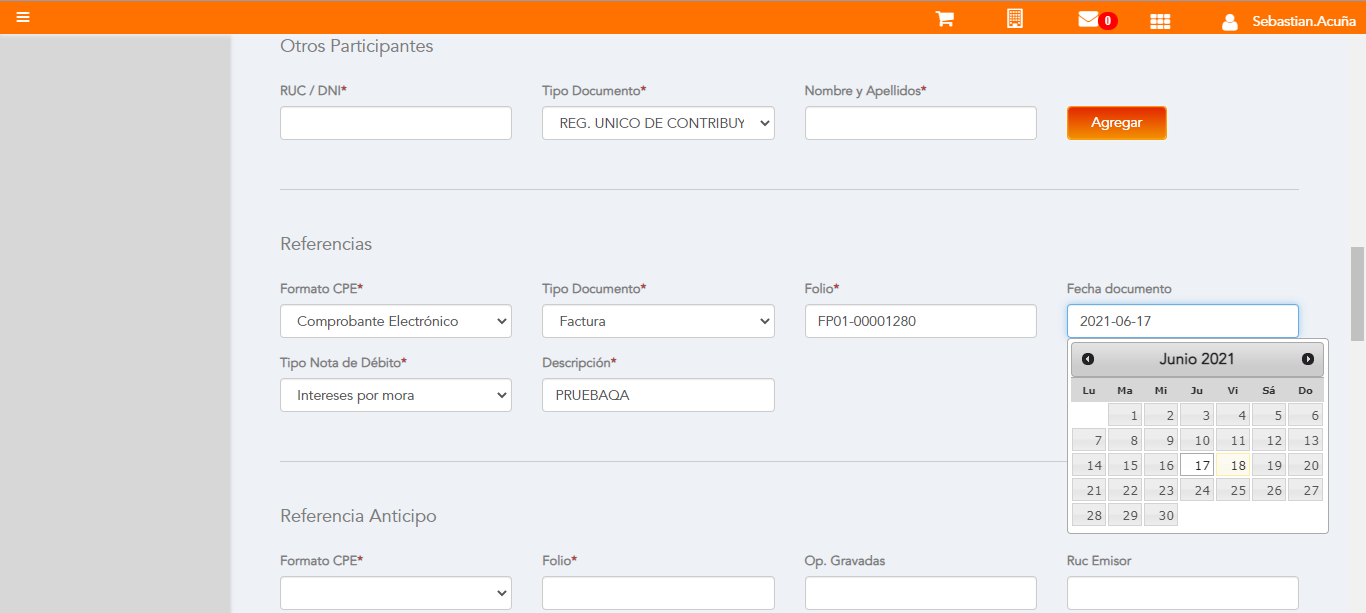 0 Sebastian.Acuña
Otros Participantes
RUC / DNI* Tipo Documento* Nombre y Apellidos*
REG. UNICO DE CONTRIBUY Agregar
Referencias
Formato CPE* Tipo Documento* Folio* Fecha documento
Comprobante Electrónico Factura FP01-00001280 2021-06-17
Tipo Nota de Débito* Descripción*
Intereses por mora PRUEBAQA
Junio 2021
Lu Ma Mi Ju Vi Sá Do
1 2 3 4 5 6
7 8 9 10 11 12 13
14 15 16 17 18 19 20
21 22 23 24 25 26 27
28 29 30
Referencia Anticipo
Formato CPE* Folio* Op. Gravadas Ruc Emisor